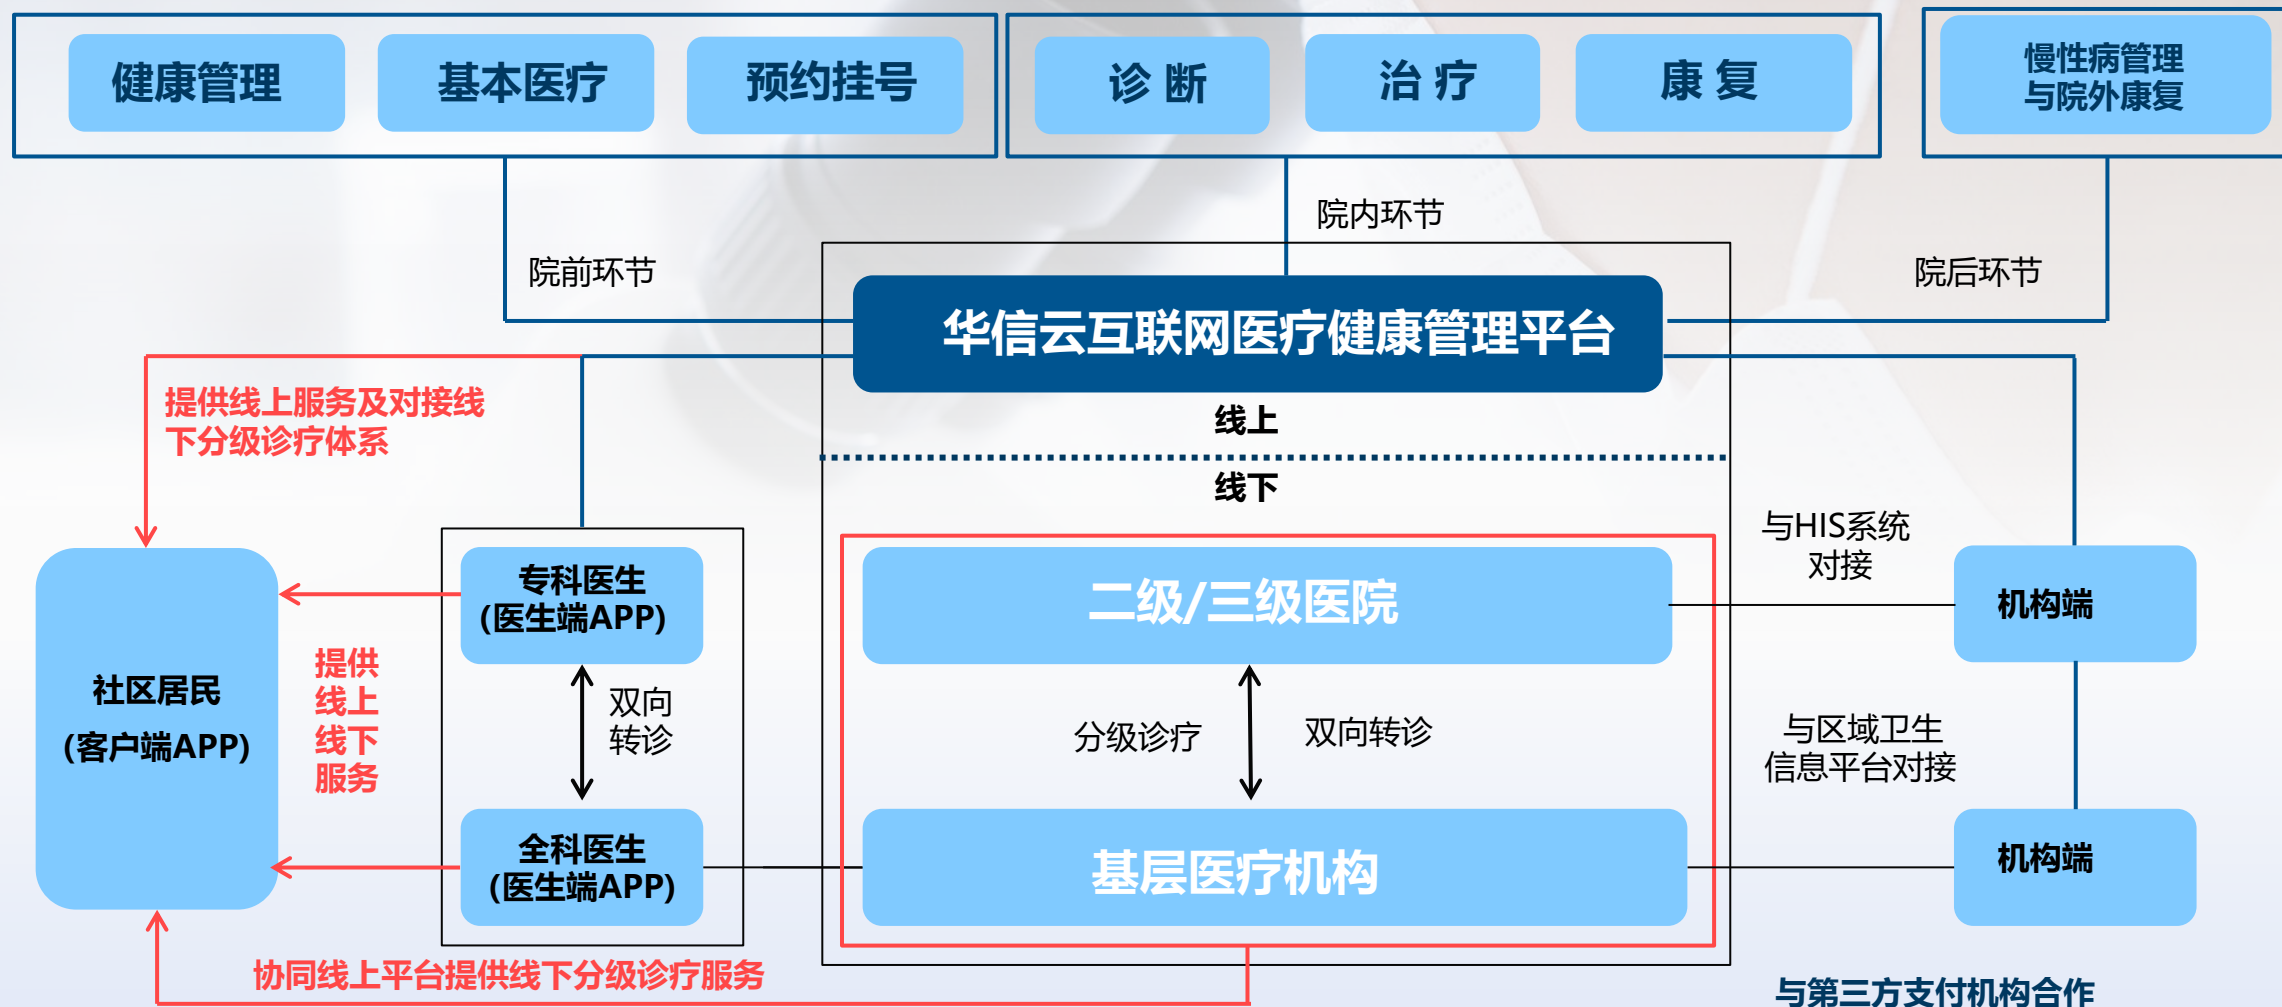 健康管理
基本医疗
预约挂号
诊 断
治 疗
康 复
慢性病管理
与院外康复
院前环节
院内环节
院后环节
华信云互联网医疗健康管理平台
线上
线下
提供线上服务及对接线
下分级诊疗体系
社区居民
(客户端APP)
提供
线上
线下
服务
专科医生
(医生端APP)
双向
转诊
全科医生
(医生端APP)
二级/三级医院
分级诊疗
双向转诊
基层医疗机构
与HIS系统
对接
机构端
与区域卫生
信息平台对接
机构端
协同线上平台提供线下分级诊疗服务
与第三方支付机构合作